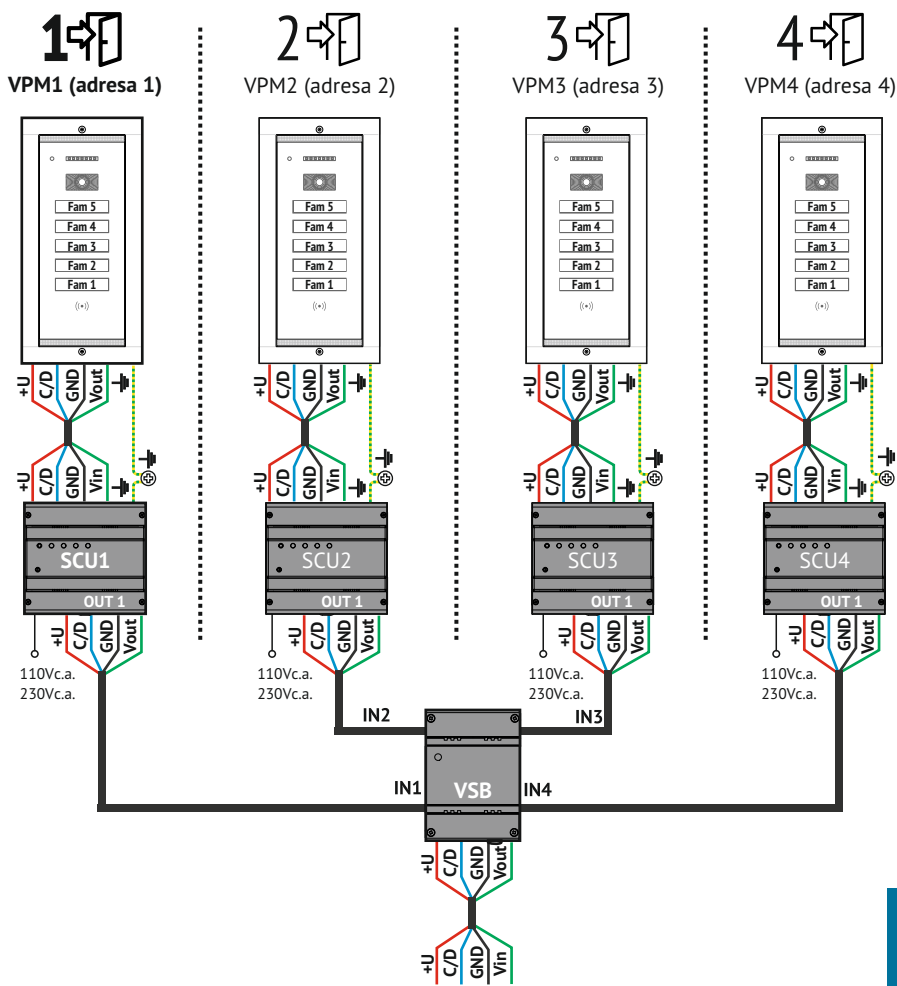 1 2 3 4
VPM1 (adresa 1) VPM2 (adresa 2) VPM3 (adresa 3) VPM4 (adresa 4)
Fam 5 Fam 5 Fam 5 Fam 5
Fam 4 Fam 4 Fam 4 Fam 4
Fam 3 Fam 3 Fam 3 Fam 3
Fam 2 Fam 2 Fam 2 Fam 2
Fam 1 Fam 1 Fam 1 Fam 1
+U C/D GND Vout +U C/D GND Vout +U C/D GND Vout +U C/D GND Vout
+U C/D GND Vin +U C/D GND Vin +U C/D GND Vin +U C/D GND Vin
SCU1 SCU2 SCU3 SCU4
OUT 1 OUT 1 OUT 1 OUT 1
+U C/D GND Vout +U C/D GND Vout +U C/D GND Vout +U C/D GND Vout
110Vc.a. 110Vc.a. 110Vc.a. 110Vc.a.
230Vc.a. 230Vc.a. 230Vc.a. 230Vc.a.
IN2 IN3
IN1 VSB IN4
+U C/D GND Vout
+U C/D GND Vin